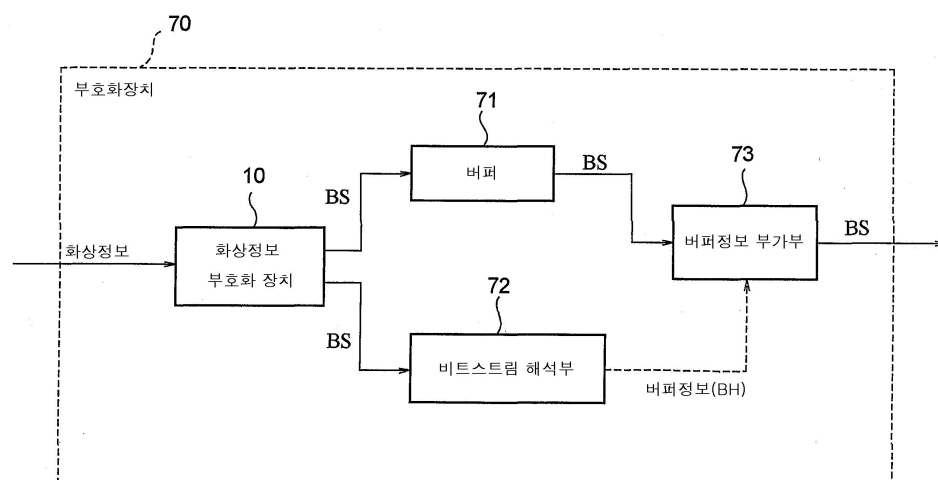 70
부호화장치
71
버퍼
BS
73
10
BS
버퍼정보 부가부
BS
화상정보
화상정보
부호화 장치
72
BS
비트스트림 해석부
버퍼정보(BH)